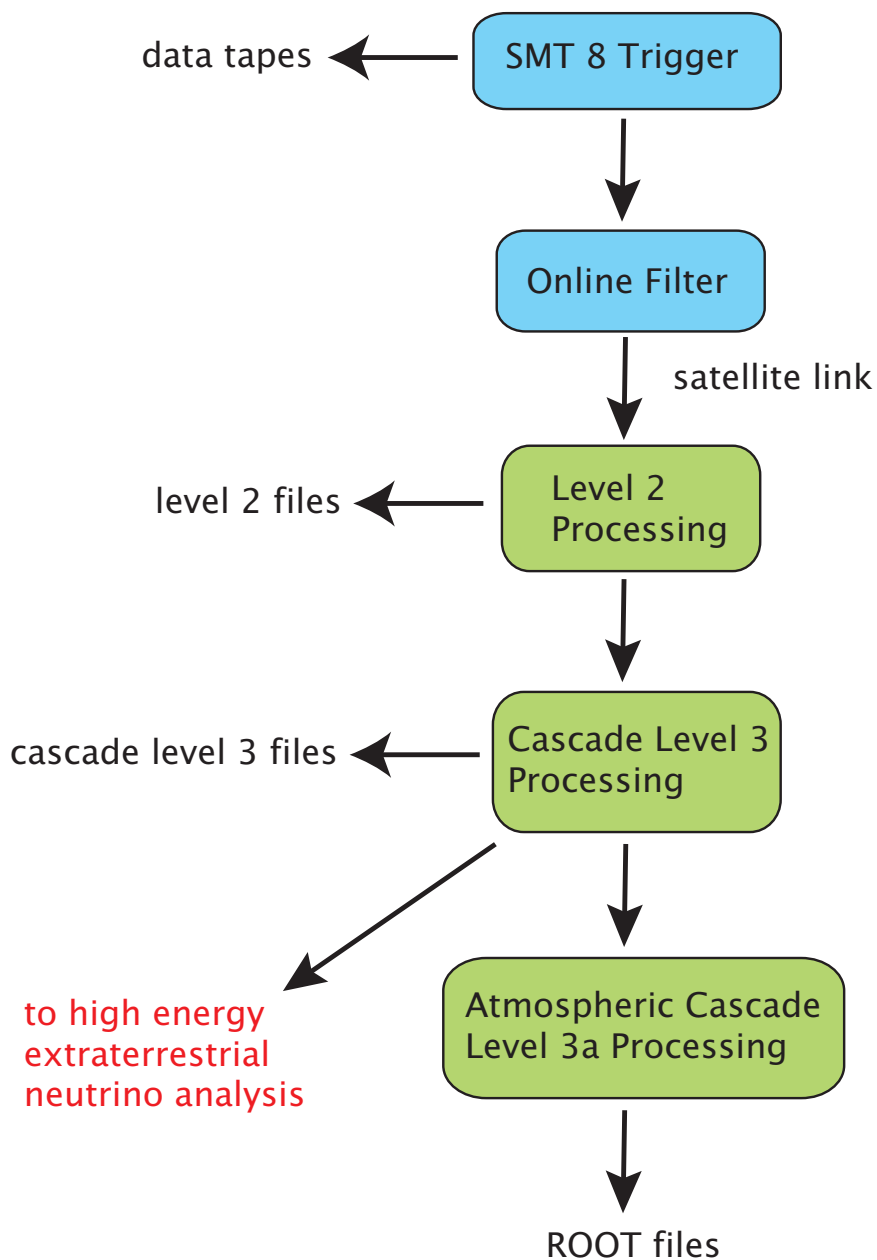 data tapes
SMT 8 Trigger
Online Filter
satellite link
level 2 files
Level 2
Processing
cascade level 3 files
Cascade Level 3
Processing
to high energy
extraterrestrial
neutrino analysis
Atmospheric Cascade
Level 3a Processing
ROOT files